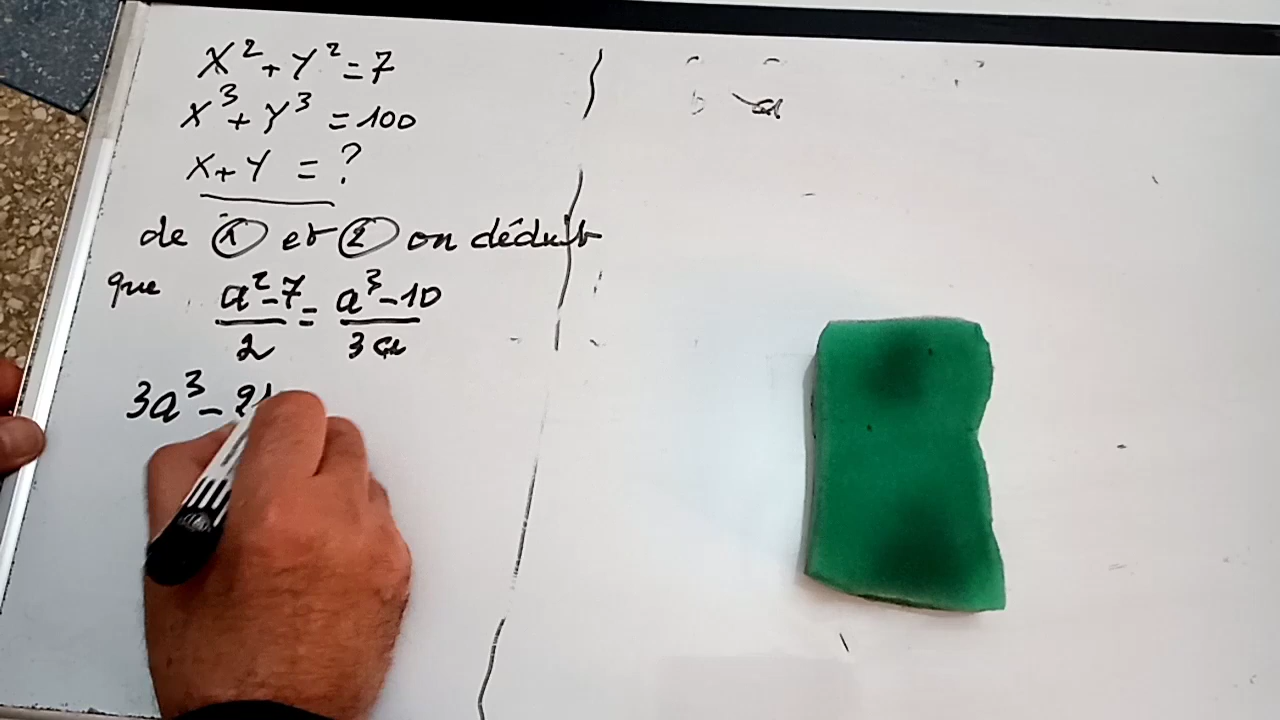 X² + Y² = 7
X³ + Y³ = 100
X + Y = ?
de ① et ② on déduit
que a² - 7 / 2 = a³ - 10 / 3a
3a³ - 21